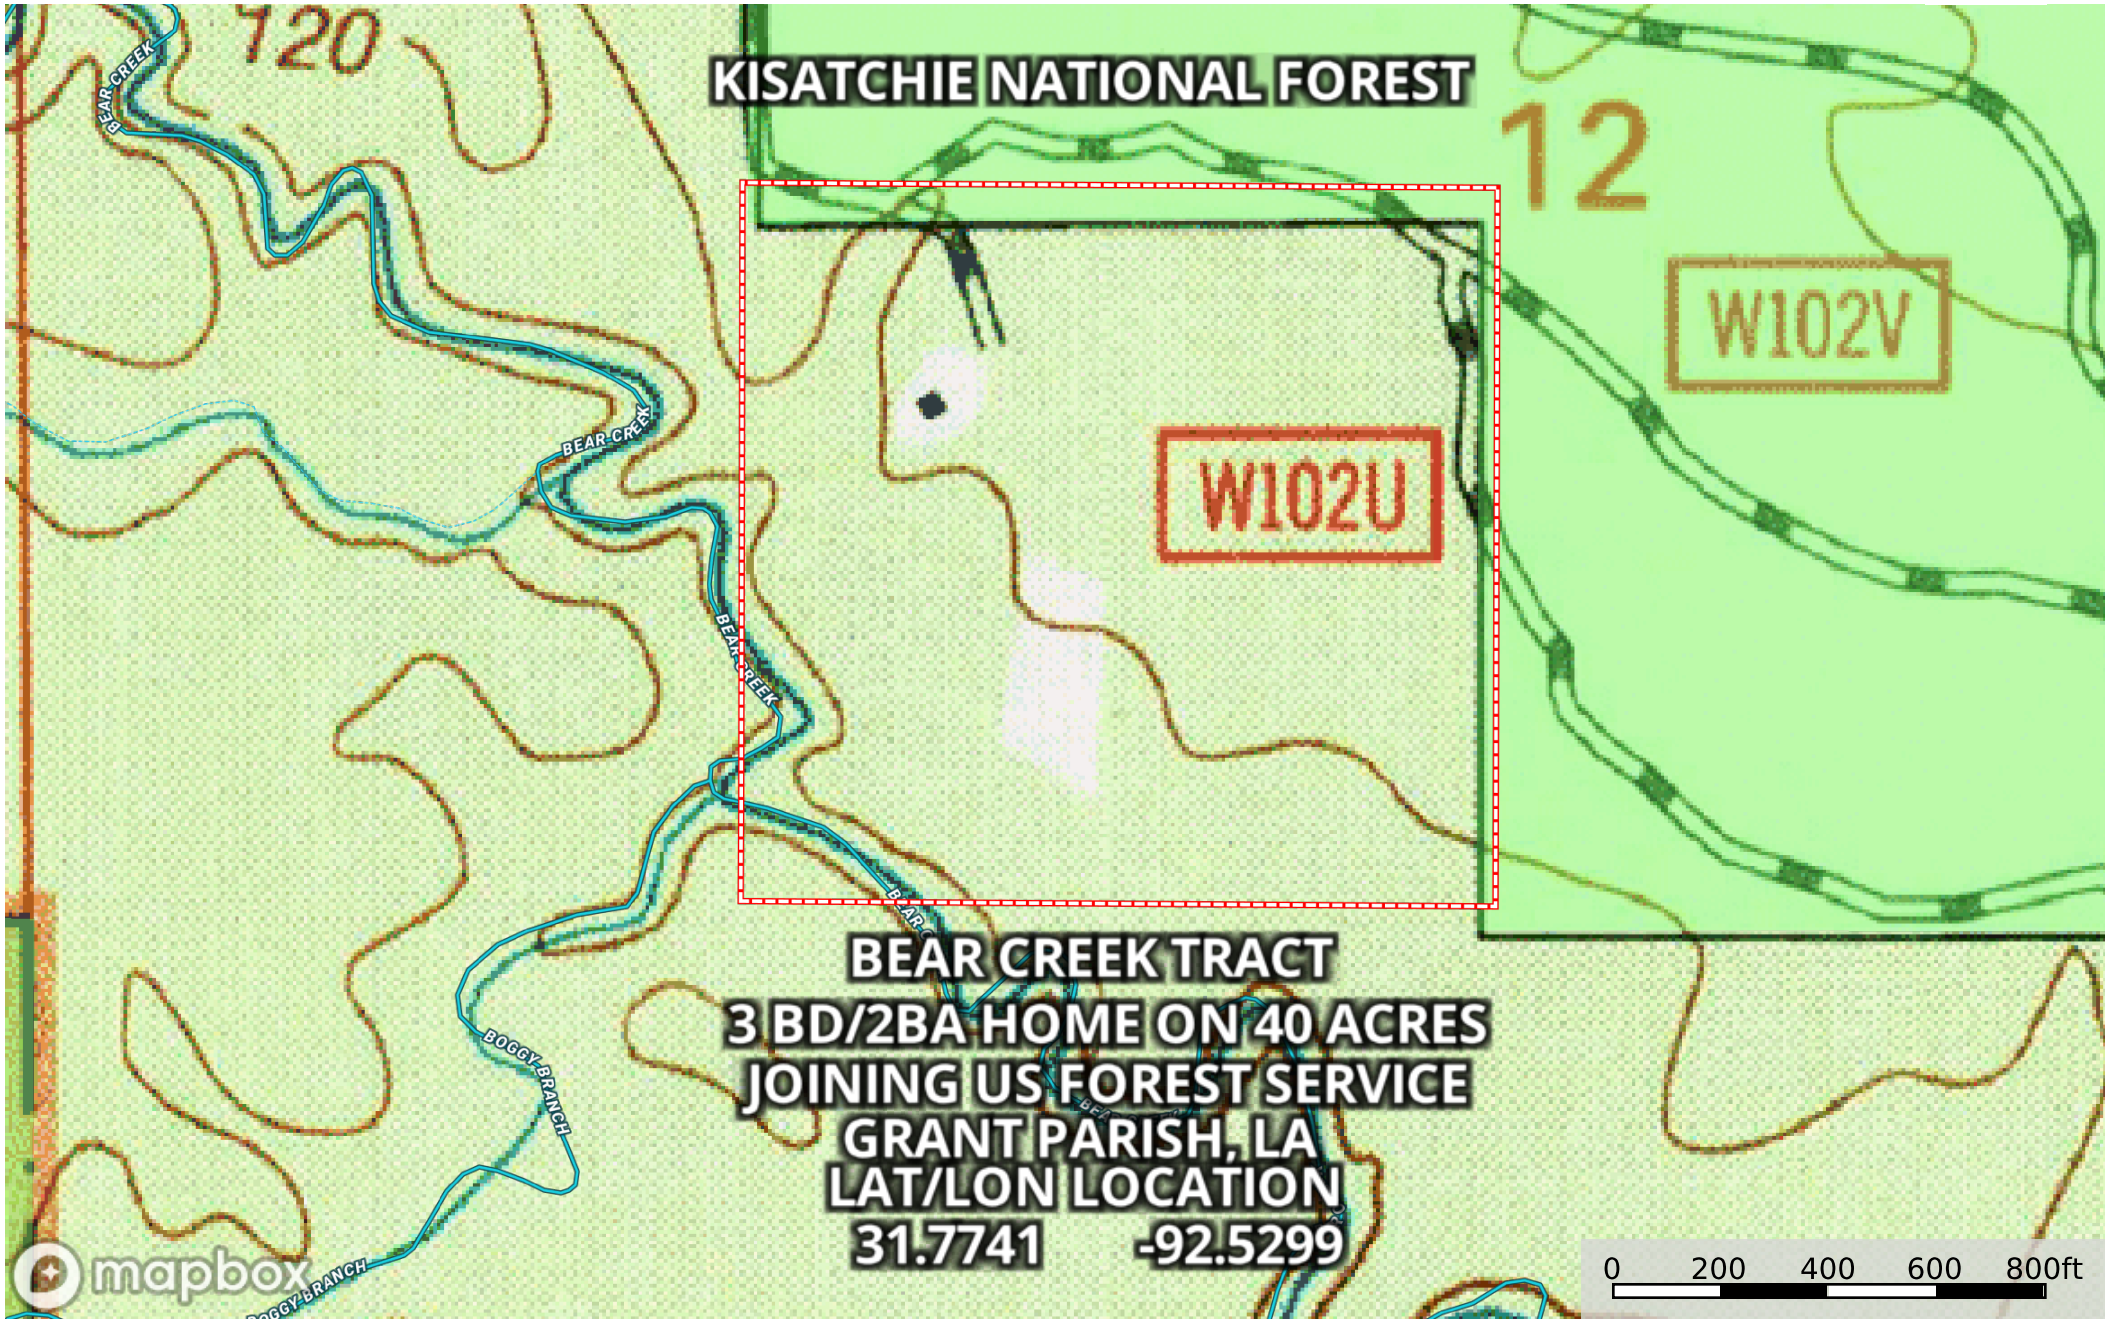 120
BEAR CREEK
KISATCHIE NATIONAL FOREST
12
W102V
BEAR CREEK
W102U
BEAR CREEK
BEAR C
BEAR CREEK TRACT
3 BD/2BA HOME ON 40 ACRES
JOINING US FOREST SERVICE
GRANT PARISH, LA
LAT/LON LOCATION
31.7741 -92.5299
BOGGY BRANCH
BOGGY BRANCH
mapbox
0 200 400 600 800ft